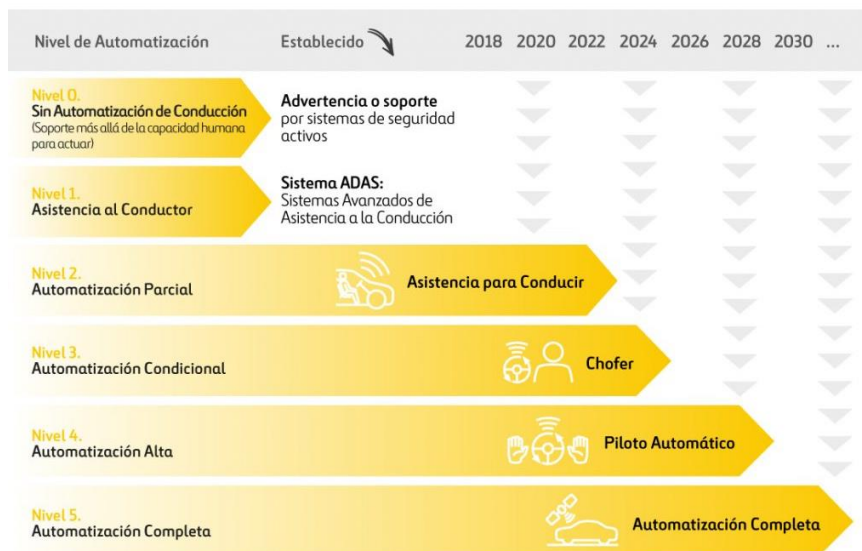 Nivel de Automatización Establecido 2018 2020 2022 2024 2026 2028 2030 ...
Nivel 0.
Sin Automatización de Conducción
(Soporte más allá de la capacidad humana
para actuar)
Advertencia o soporte
por sistemas de seguridad
activos
Nivel 1.
Asistencia al Conductor
Sistema ADAS:
Sistemas Avanzados de
Asistencia a la Conducción
Nivel 2.
Automatización Parcial
Asistencia para Conducir
Nivel 3.
Automatización Condicional
Chofer
Nivel 4.
Automatización Alta
Piloto Automático
Nivel 5.
Automatización Completa
Automatización Completa